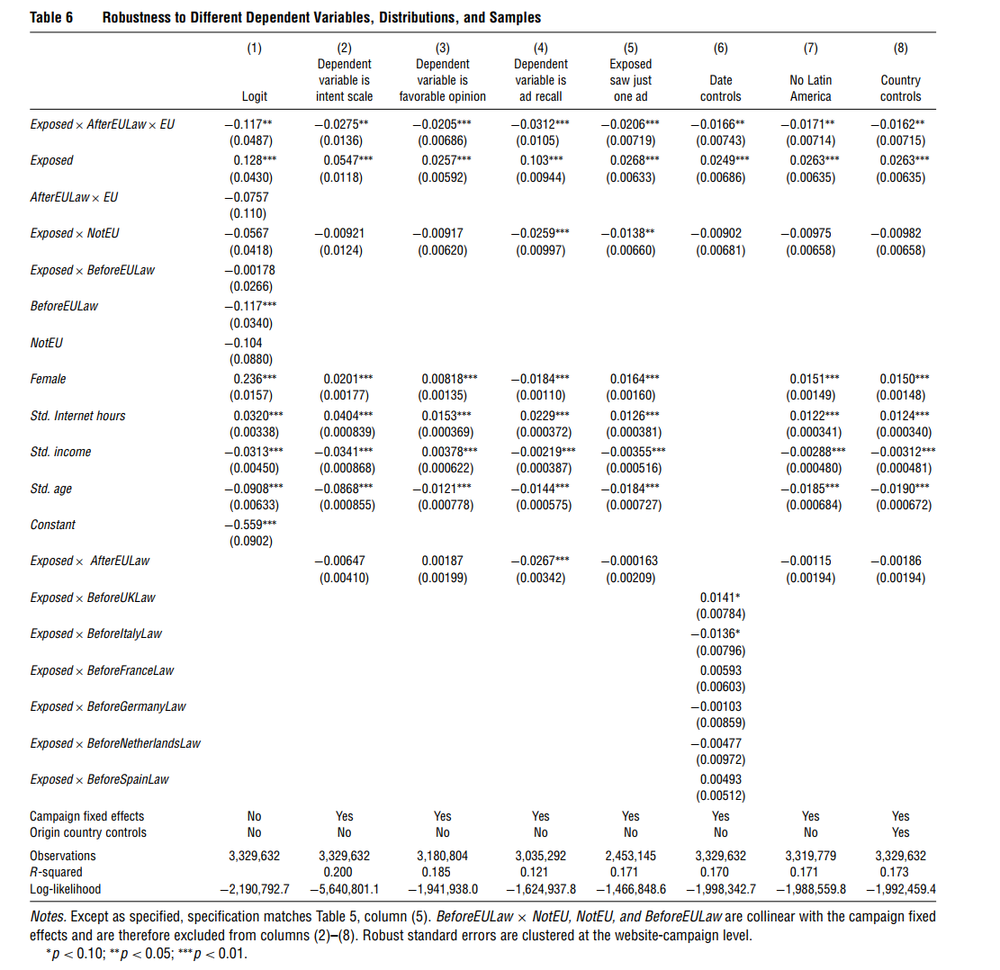 Table 6 Robustness to Different Dependent Variables, Distributions, and Samples
(1) (2) (3) (4) (5) (6) (7) (8)
Dependent Dependent Dependent Exposed
variable is variable is variable is saw just Date No Latin Country
Logit intent scale favorable opinion ad recall one ad controls America controls
Exposed × AfterEULaw × EU −0.117** −0.0275** −0.0205*** −0.0312*** −0.0206*** −0.0166** −0.0171** −0.0162**
(0.0487) (0.0136) (0.00686) (0.0105) (0.00719) (0.00743) (0.00714) (0.00715)
Exposed 0.128*** 0.0547*** 0.0257*** 0.103*** 0.0268*** 0.0249*** 0.0263*** 0.0263***
(0.0430) (0.0118) (0.00592) (0.00944) (0.00633) (0.00686) (0.00635) (0.00635)
AfterEULaw × EU −0.0757
(0.110)
Exposed × NotEU −0.0567 −0.00921 −0.00917 −0.0259*** −0.0138** −0.00902 −0.00975 −0.00982
(0.0418) (0.0124) (0.00620) (0.00997) (0.00660) (0.00681) (0.00658) (0.00658)
Exposed × BeforeEULaw −0.00178
(0.0266)
BeforeEULaw −0.117***
(0.0340)
NotEU −0.104
(0.0880)
Female 0.236*** 0.0201*** 0.00818*** −0.0184*** 0.0164*** 0.0151*** 0.0150***
(0.0157) (0.00177) (0.00135) (0.00110) (0.00160) (0.00149) (0.00148)
Std. Internet hours 0.0320*** 0.0404*** 0.0153*** 0.0229*** 0.0126*** 0.0122*** 0.0124***
(0.00338) (0.000839) (0.000369) (0.000372) (0.000381) (0.000341) (0.000340)
Std. income −0.0313*** −0.0341*** 0.00378*** −0.00219*** −0.00355*** −0.00288*** −0.00312***
(0.00450) (0.000868) (0.000622) (0.000387) (0.000516) (0.000480) (0.000481)
Std. age −0.0908*** −0.0868*** −0.0121*** −0.0144*** −0.0184*** −0.0185*** −0.0190***
(0.00633) (0.000855) (0.000778) (0.000575) (0.000727) (0.000684) (0.000672)
Constant −0.559***
(0.0902)
Exposed × AfterEULaw −0.00647 0.00187 −0.0267*** −0.000163 −0.00115 −0.00186
(0.00410) (0.00199) (0.00342) (0.00209) (0.00194) (0.00194)
Exposed × BeforeUKLaw 0.0141*
(0.00784)
Exposed × BeforeItalyLaw −0.0136*
(0.00796)
Exposed × BeforeFranceLaw 0.00593
(0.00603)
Exposed × BeforeGermanyLaw −0.00103
(0.00859)
Exposed × BeforeNetherlandsLaw −0.00477
(0.00972)
Exposed × BeforeSpainLaw 0.00493
(0.00512)
Campaign fixed effects No Yes Yes Yes Yes Yes Yes Yes
Origin country controls No No No No No No No Yes
Observations 3,329,632 3,329,632 3,180,804 3,035,292 2,453,145 3,329,632 3,319,779 3,329,632
R-squared 0.200 0.185 0.121 0.171 0.170 0.171 0.173
Log-likelihood −2,190,792.7 −5,640,801.1 −1,941,938.0 −1,624,937.8 −1,466,848.6 −1,998,342.7 −1,988,559.8 −1,992,459.4
Notes. Except as specified, specification matches Table 5, column (5). BeforeEULaw × NotEU, NotEU, and BeforeEULaw are collinear with the campaign fixed
effects and are therefore excluded from columns (2)–(8). Robust standard errors are clustered at the website-campaign level.
*p < 0.10; **p < 0.05; ***p < 0.01.